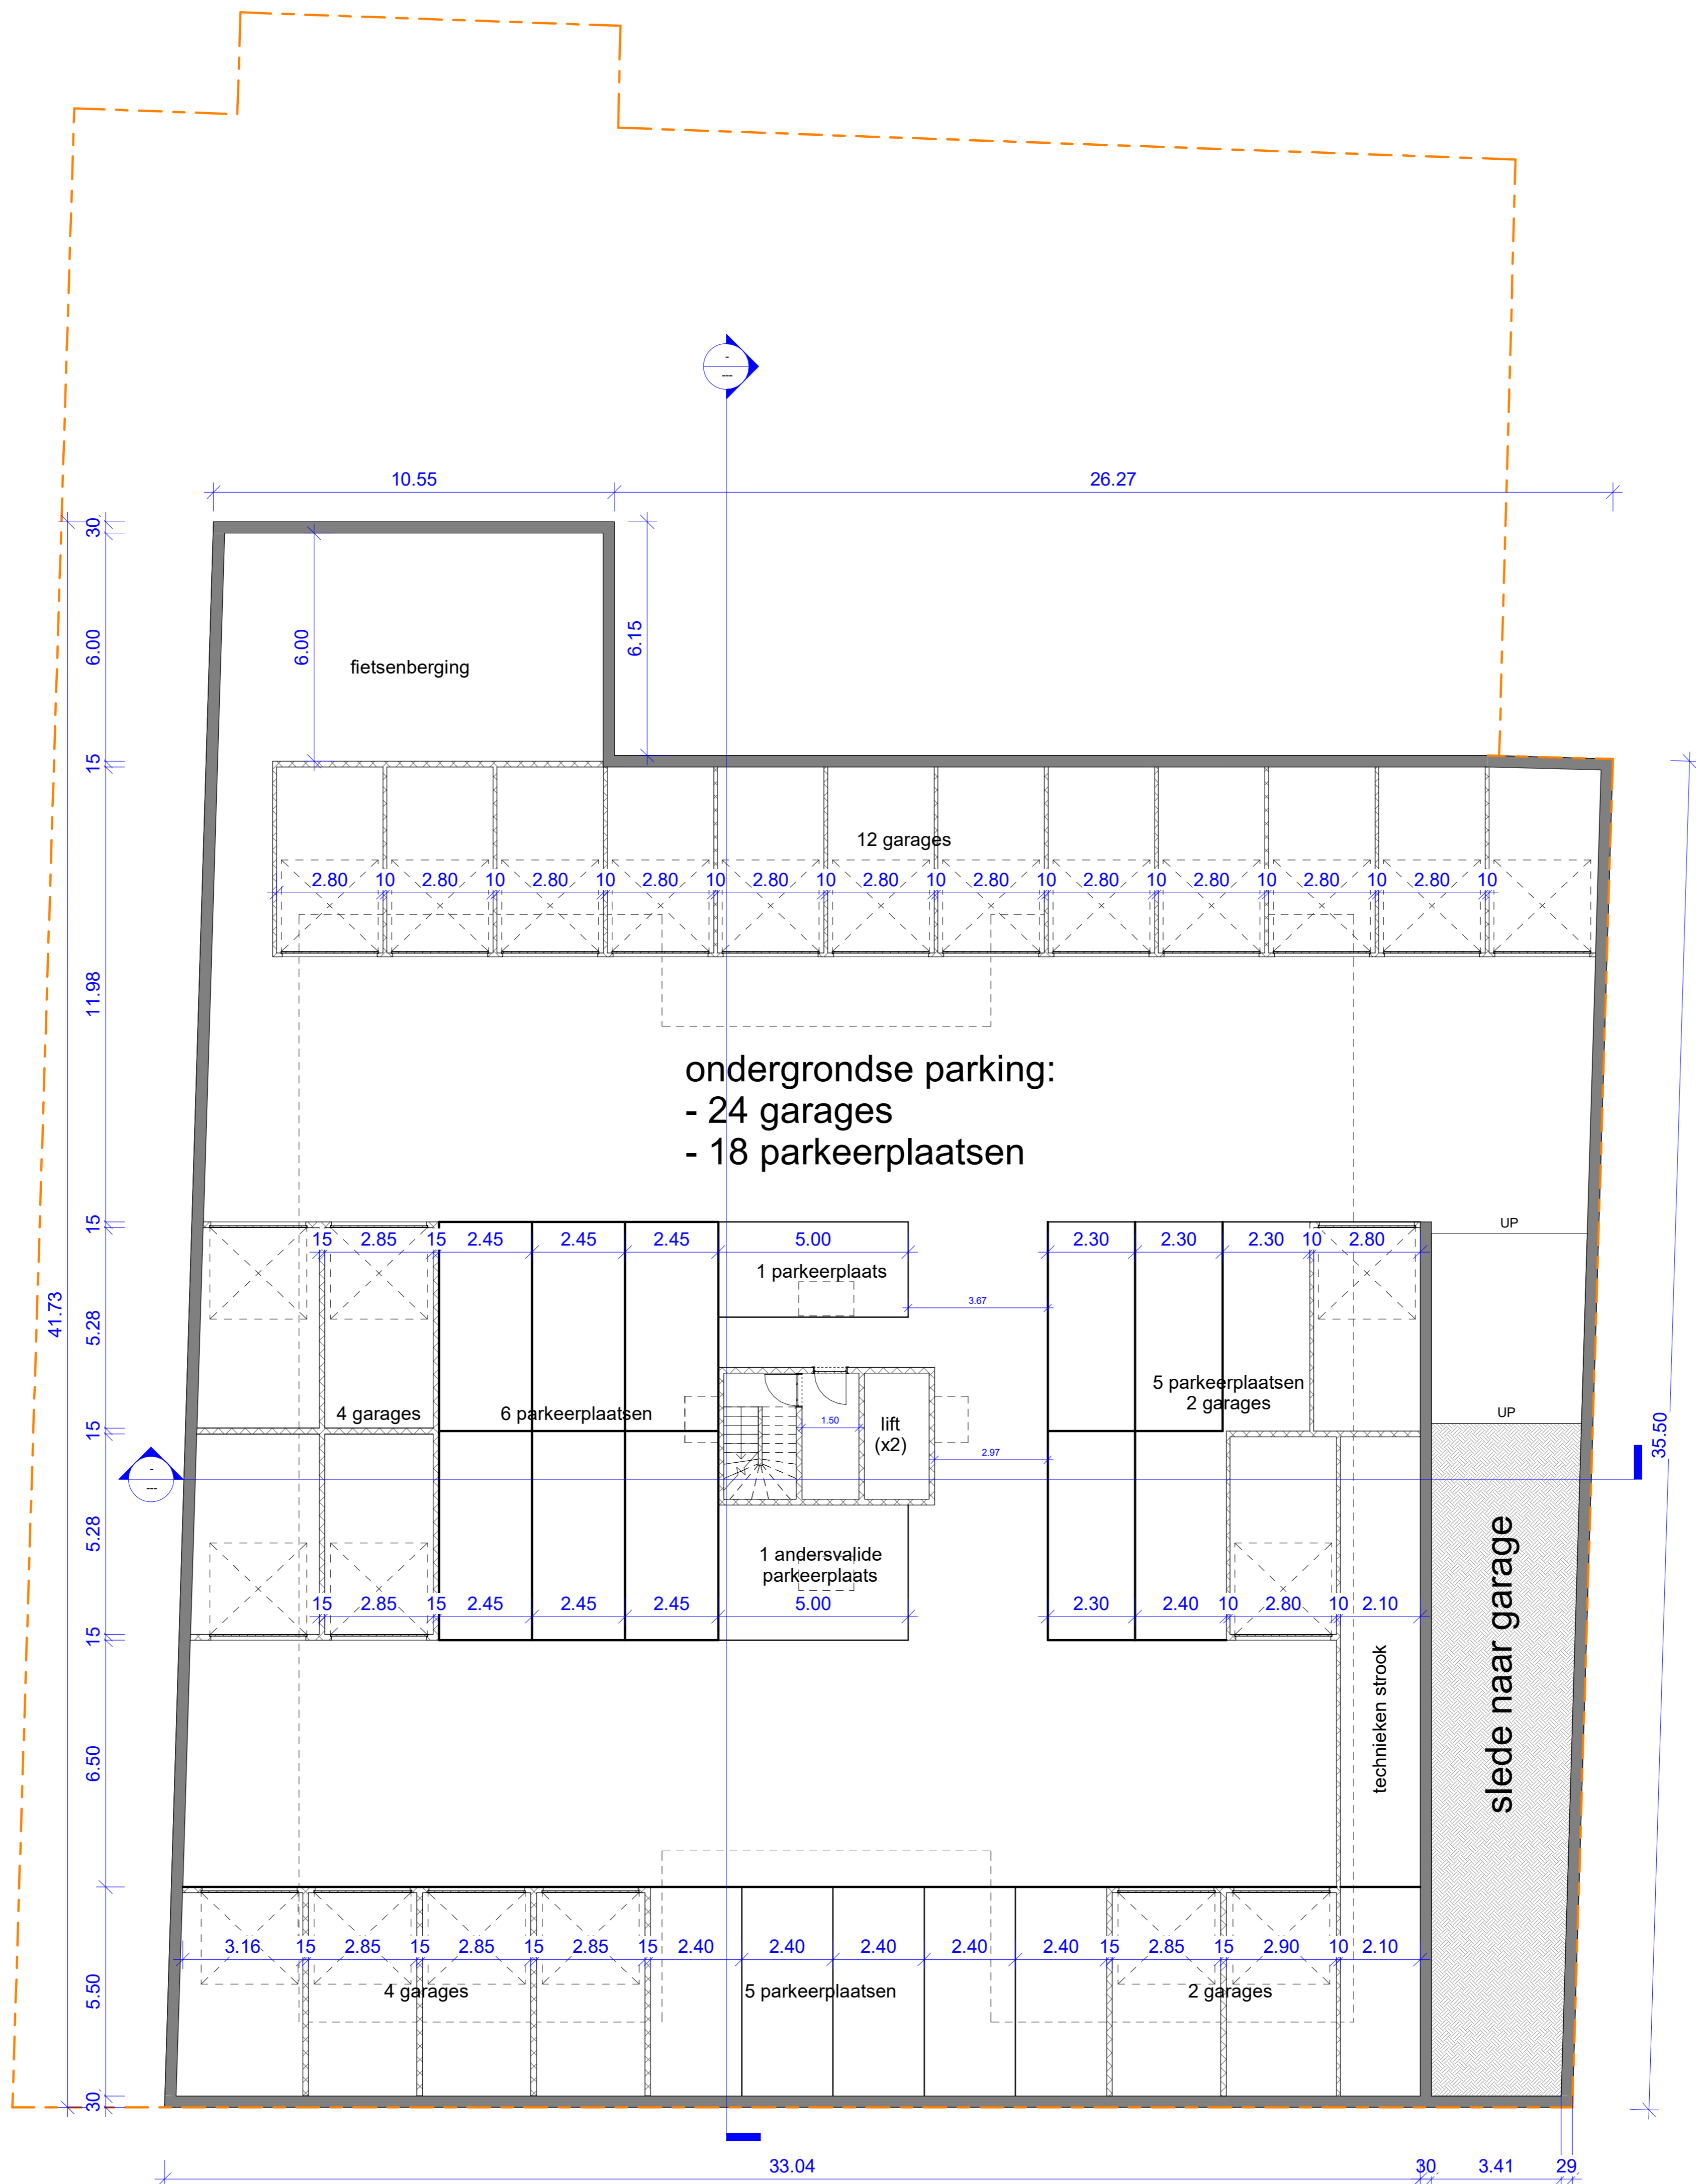 -
---
10.55
26.27
30
6.00
6.00
fietsenberging
6.15
15
12 garages
2.80 10 2.80 10 2.80 10 2.80 10 2.80 10 2.80 10 2.80 10 2.80 10 2.80 10 2.80 10 2.80 10
11.98
ondergrondse parking:
- 24 garages
- 18 parkeerplaatsen
15
15 2.85 15 2.45 2.45 2.45 5.00
2.30 2.30 2.30 10 2.80
UP
1 parkeerplaats
3.67
41.73
5.28
5 parkeerplaatsen
2 garages
4 garages
6 parkeerplaatsen
1.50
lift
(x2)
UP
15
2.97
35.50
-
---
5.28
1 andersvalide
parkeerplaats
slede naar garage
15 2.85 15 2.45 2.45 2.45 5.00
2.30 2.40 10 2.80 10 2.10
15
technieken strook
6.50
3.16 15 2.85 15 2.85 15 2.85 15 2.40 2.40 2.40 2.40 2.40 15 2.85 15 2.90 10 2.10
5.50
4 garages
5 parkeerplaatsen
2 garages
30
33.04
30
3.41
29